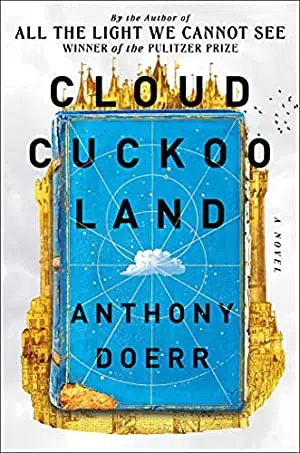 By the Author of
ALL THE LIGHT WE CANNOT SEE
WINNER of the PULITZER PRIZE
CLOUD
CUCKOO
LAND
A NOVEL
ANTHONY
DOERR